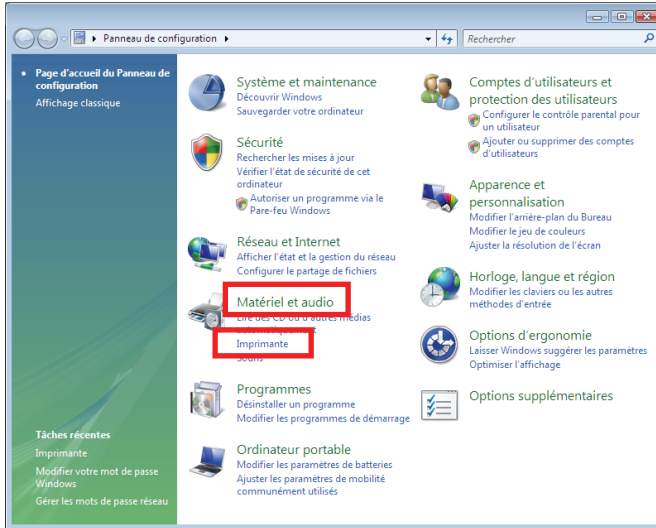 Panneau de configuration
Rechercher
Page d'accueil du Panneau de
configuration
Affichage classique
Système et maintenance
Découvrir Windows
Sauvegarder votre ordinateur
Sécurité
Rechercher les mises à jour
Vérifier l'état de sécurité de cet
ordinateur
Autoriser un programme via le
Pare-feu Windows
Réseau et Internet
Afficher l'état et la gestion du réseau
Configurer le partage de fichiers
Matériel et audio
Lire des CD ou d'autres médias
automatiquement
Imprimante
Souris
Programmes
Désinstaller un programme
Modifier les programmes de démarrage
Ordinateur portable
Modifier les paramètres de batteries
Ajuster les paramètres de mobilité
communément utilisés
Comptes d'utilisateurs et
protection des utilisateurs
Configurer le contrôle parental pour
un utilisateur
Ajouter ou supprimer des comptes
d'utilisateurs
Apparence et
personnalisation
Modifier l'arrière-plan du Bureau
Modifier le jeu de couleurs
Ajuster la résolution de l'écran
Horloge, langue et région
Modifier les claviers ou les autres
méthodes d'entrée
Options d'ergonomie
Laisser Windows suggérer les paramètres
Optimiser l'affichage
Options supplémentaires
Tâches récentes
Imprimante
Modifier votre mot de passe
Windows
Gérer les mots de passe réseau